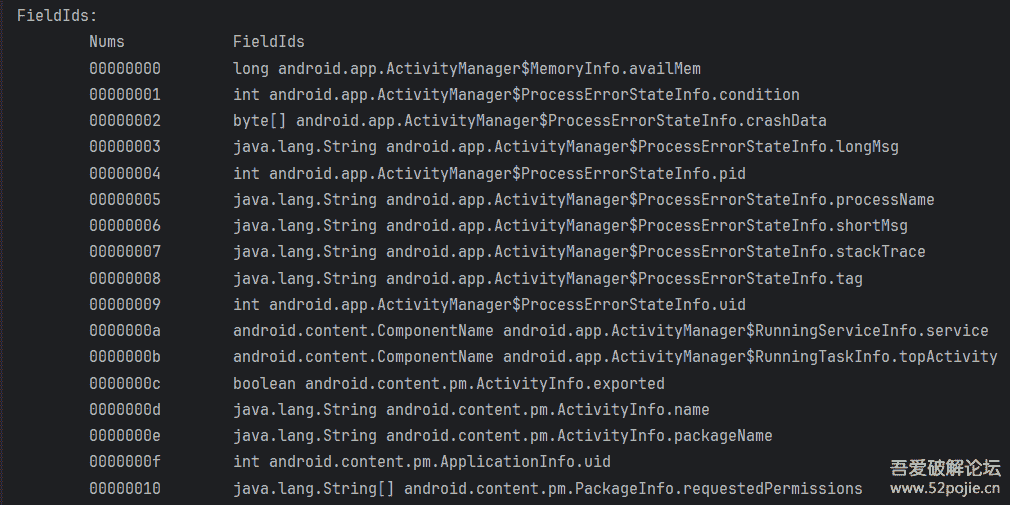 FieldIds:
Nums FieldIds
00000000 long android.app.ActivityManager$MemoryInfo.availMem
00000001 int android.app.ActivityManager$ProcessErrorStateInfo.condition
00000002 byte[] android.app.ActivityManager$ProcessErrorStateInfo.crashData
00000003 java.lang.String android.app.ActivityManager$ProcessErrorStateInfo.longMsg
00000004 int android.app.ActivityManager$ProcessErrorStateInfo.pid
00000005 java.lang.String android.app.ActivityManager$ProcessErrorStateInfo.processName
00000006 java.lang.String android.app.ActivityManager$ProcessErrorStateInfo.shortMsg
00000007 java.lang.String android.app.ActivityManager$ProcessErrorStateInfo.stackTrace
00000008 java.lang.String android.app.ActivityManager$ProcessErrorStateInfo.tag
00000009 int android.app.ActivityManager$ProcessErrorStateInfo.uid
0000000a android.content.ComponentName android.app.ActivityManager$RunningServiceInfo.service
0000000b android.content.ComponentName android.app.ActivityManager$RunningTaskInfo.topActivity
0000000c boolean android.content.pm.ActivityInfo.exported
0000000d java.lang.String android.content.pm.ActivityInfo.name
0000000e java.lang.String android.content.pm.ActivityInfo.packageName
0000000f int android.content.pm.ApplicationInfo.uid
00000010 java.lang.String[] android.content.pm.PackageInfo.requestedPermissions
吾爱破解论坛
www.52pojie.cn